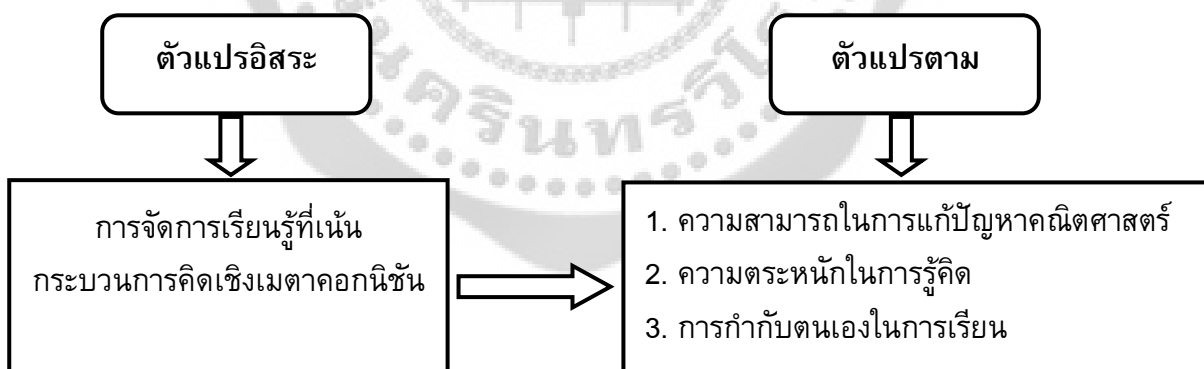 ตัวแปรอิสระ
ตัวแปรตาม
การจัดการเรียนรู้ที่เน้น
กระบวนการคิดเชิงเมตาคอกนิชัน
1. ความสามารถในการแก้ปัญหาคณิตศาสตร์
2. ความตระหนักในการรู้คิด
3. การกำกับตนเองในการเรียน